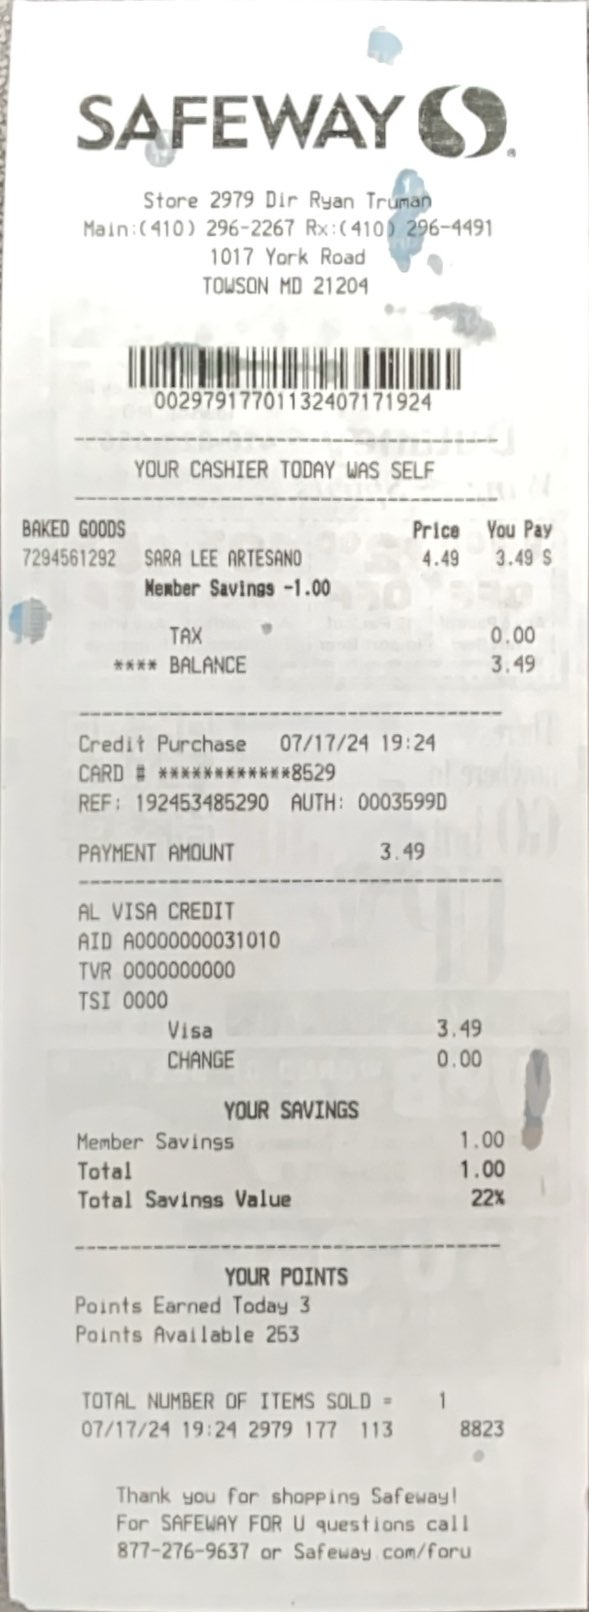 SAFEWAY
Store 2979 Dir Ryan Truman
Main:(410) 296-2267 Rx:(410) 296-4491
1017 York Road
TOWSON MD 21204
00297917701132407171924
YOUR CASHIER TODAY WAS SELF
BAKED GOODS Price You Pay
7294561292 SARA LEE ARTESANO 4.49 3.49 S
Member Savings -1.00
TAX 0.00
**** BALANCE 3.49
Credit Purchase 07/17/24 19:24
CARD # ************8529
REF: 192453485290 AUTH: 0003599D
PAYMENT AMOUNT 3.49
AL VISA CREDIT
AID A0000000031010
TVR 0000000000
TSI 0000
Visa 3.49
CHANGE 0.00
YOUR SAVINGS
Member Savings 1.00
Total 1.00
Total Savings Value 22%
YOUR POINTS
Points Earned Today 3
Points Available 253
TOTAL NUMBER OF ITEMS SOLD = 1
07/17/24 19:24 2979 177 113 8823
Thank you for shopping Safeway!
For SAFEWAY FOR U questions call
877-276-9637 or Safeway.com/foru